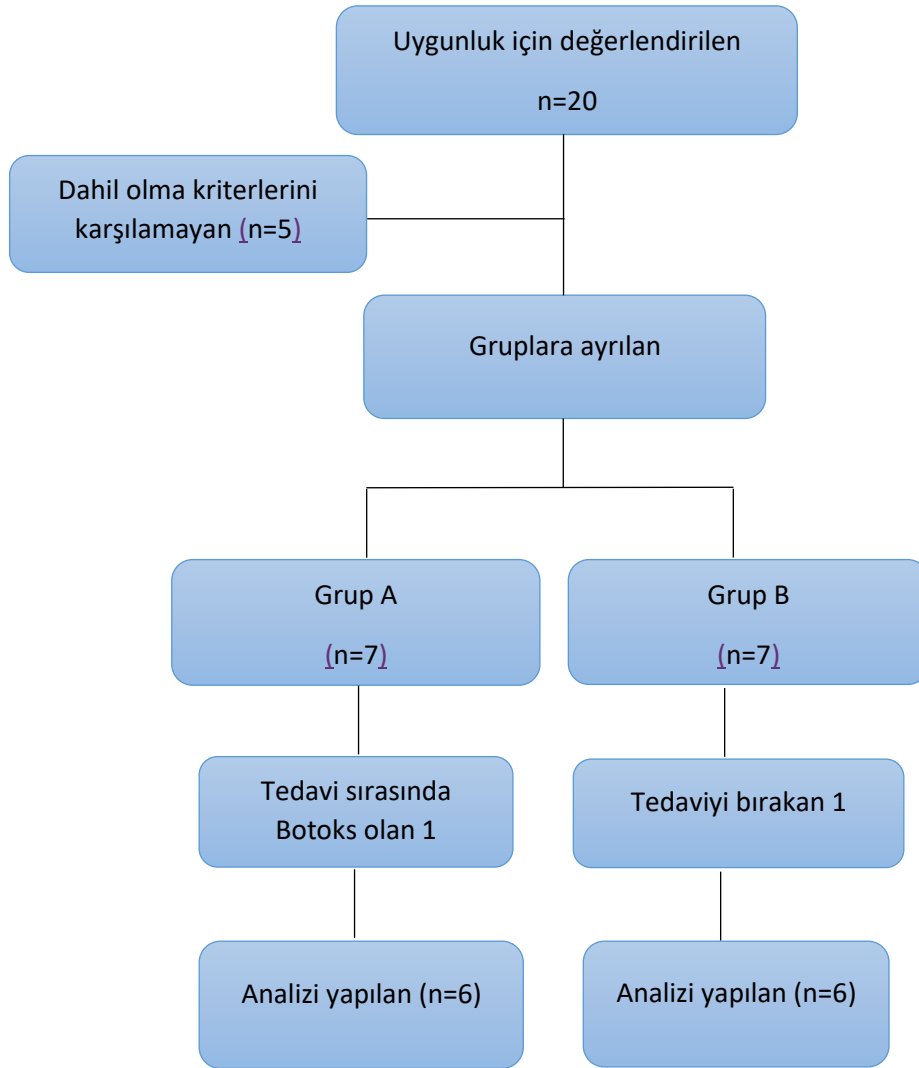 Uygunluk için değerlendirilen
n=20
Dahil olma kriterlerini
karşılamayan (n=5)
Gruplara ayrılan
Grup A
(n=7)
Grup B
(n=7)
Tedavi sırasında
Botoks olan 1
Tedaviyi bırakan 1
Analizi yapılan (n=6)
Analizi yapılan (n=6)